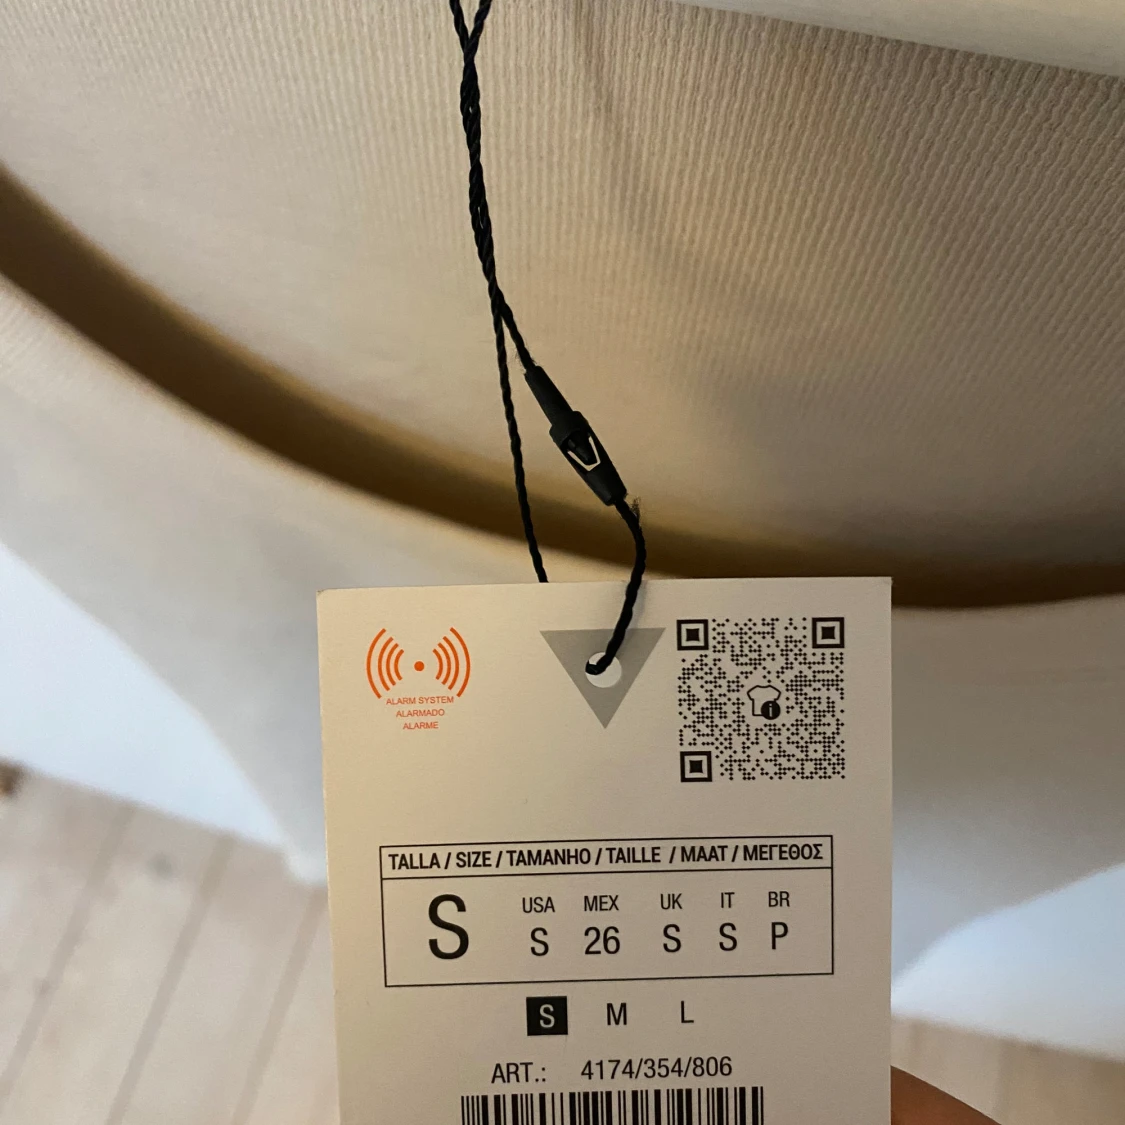 ALARM SYSTEM
ALARMADO
ALARME
i
TALLA / SIZE / TAMANHO / TAILLE / MAAT / ΜΕΓΕΘΟΣ
S
USA MEX UK IT BR
S 26 S S P
S M L
ART.: 4174/354/806